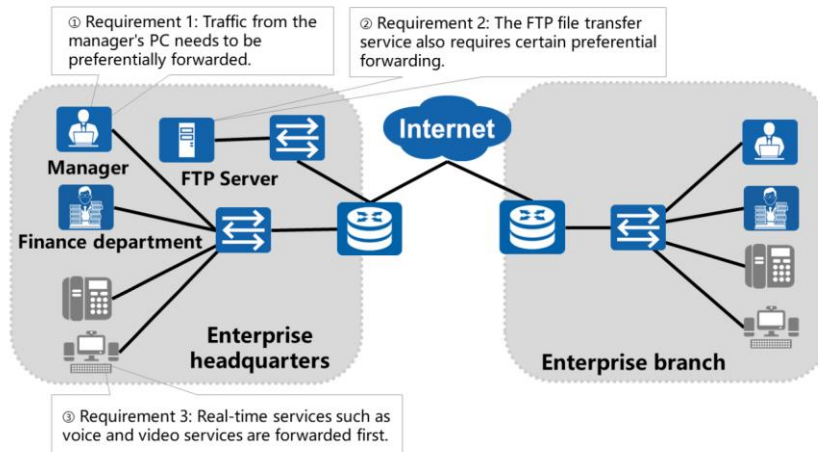 ① Requirement 1: Traffic from the
manager's PC needs to be
preferentially forwarded.
② Requirement 2: The FTP file transfer
service also requires certain preferential
forwarding.
Internet
Manager
FTP Server
Finance department
Enterprise
headquarters
Enterprise branch
③ Requirement 3: Real-time services such as
voice and video services are forwarded first.